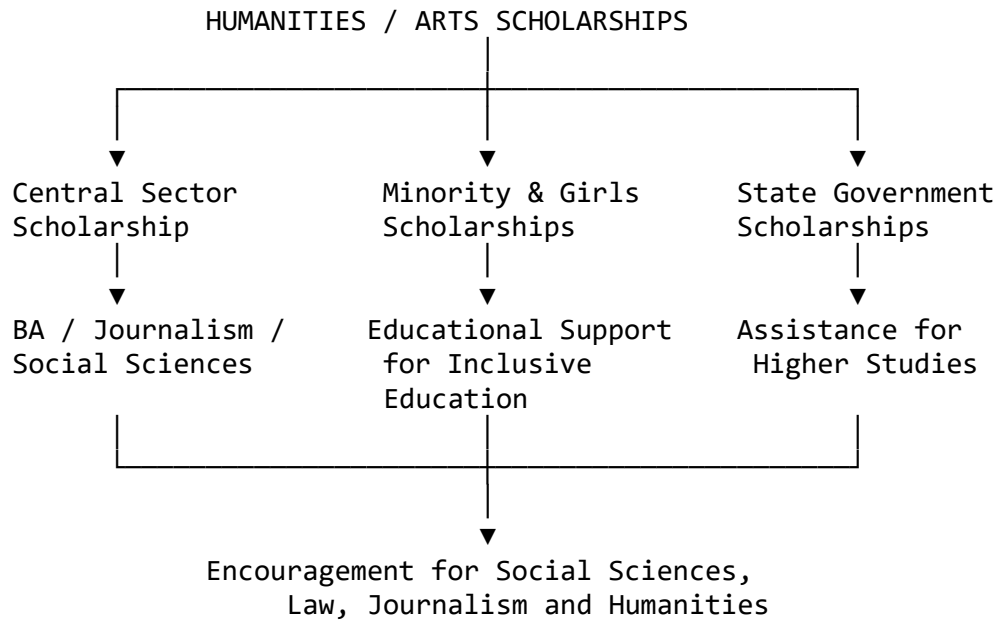 HUMANITIES / ARTS SCHOLARSHIPS
Central Sector
Scholarship
Minority & Girls
Scholarships
State Government
Scholarships
BA / Journalism /
Social Sciences
Educational Support
for Inclusive
Education
Assistance for
Higher Studies
Encouragement for Social Sciences,
Law, Journalism and Humanities